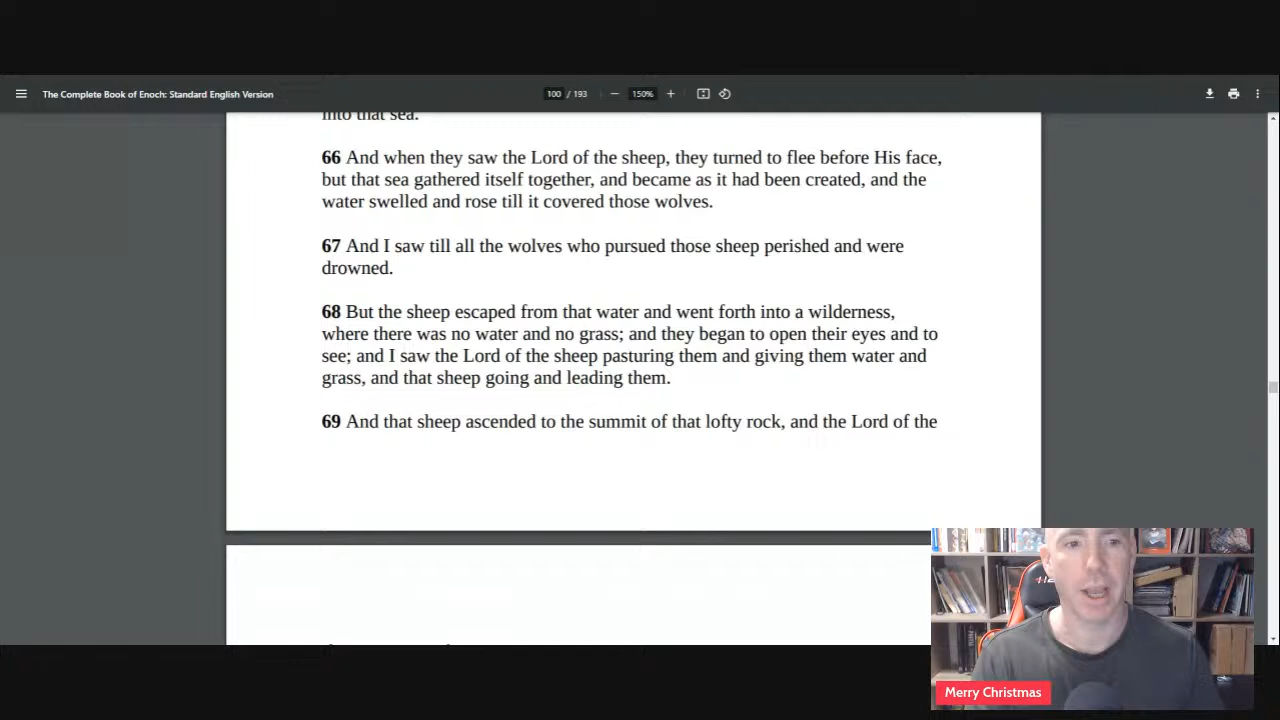 The Complete Book of Enoch: Standard English Version
100 / 193
150%
into that sea.
66 And when they saw the Lord of the sheep, they turned to flee before His face,
but that sea gathered itself together, and became as it had been created, and the
water swelled and rose till it covered those wolves.
67 And I saw till all the wolves who pursued those sheep perished and were
drowned.
68 But the sheep escaped from that water and went forth into a wilderness,
where there was no water and no grass; and they began to open their eyes and to
see; and I saw the Lord of the sheep pasturing them and giving them water and
grass, and that sheep going and leading them.
69 And that sheep ascended to the summit of that lofty rock, and the Lord of the
Merry Christmas